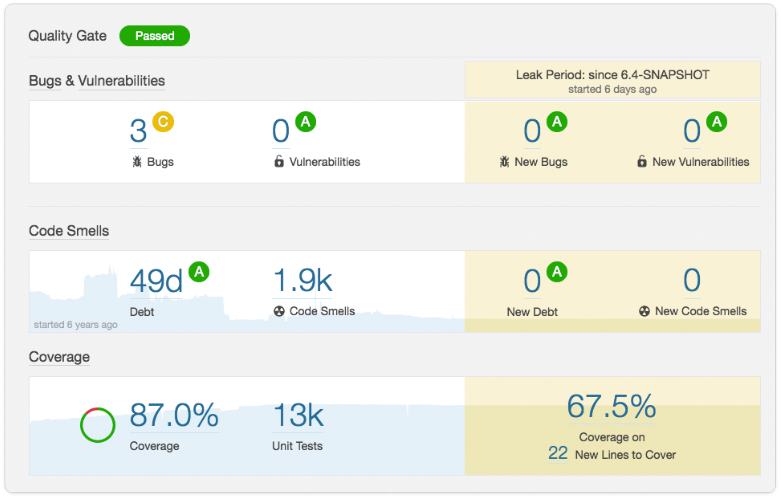 Quality Gate Passed
Bugs & Vulnerabilities
Leak Period: since 6.4-SNAPSHOT
started 6 days ago
3 C
Bugs
0 A
Vulnerabilities
0 A
New Bugs
0 A
New Vulnerabilities
Code Smells
49d A
Debt
1.9k
Code Smells
started 6 years ago
0 A
New Debt
0
New Code Smells
Coverage
87.0%
Coverage
13k
Unit Tests
67.5%
Coverage on
22 New Lines to Cover